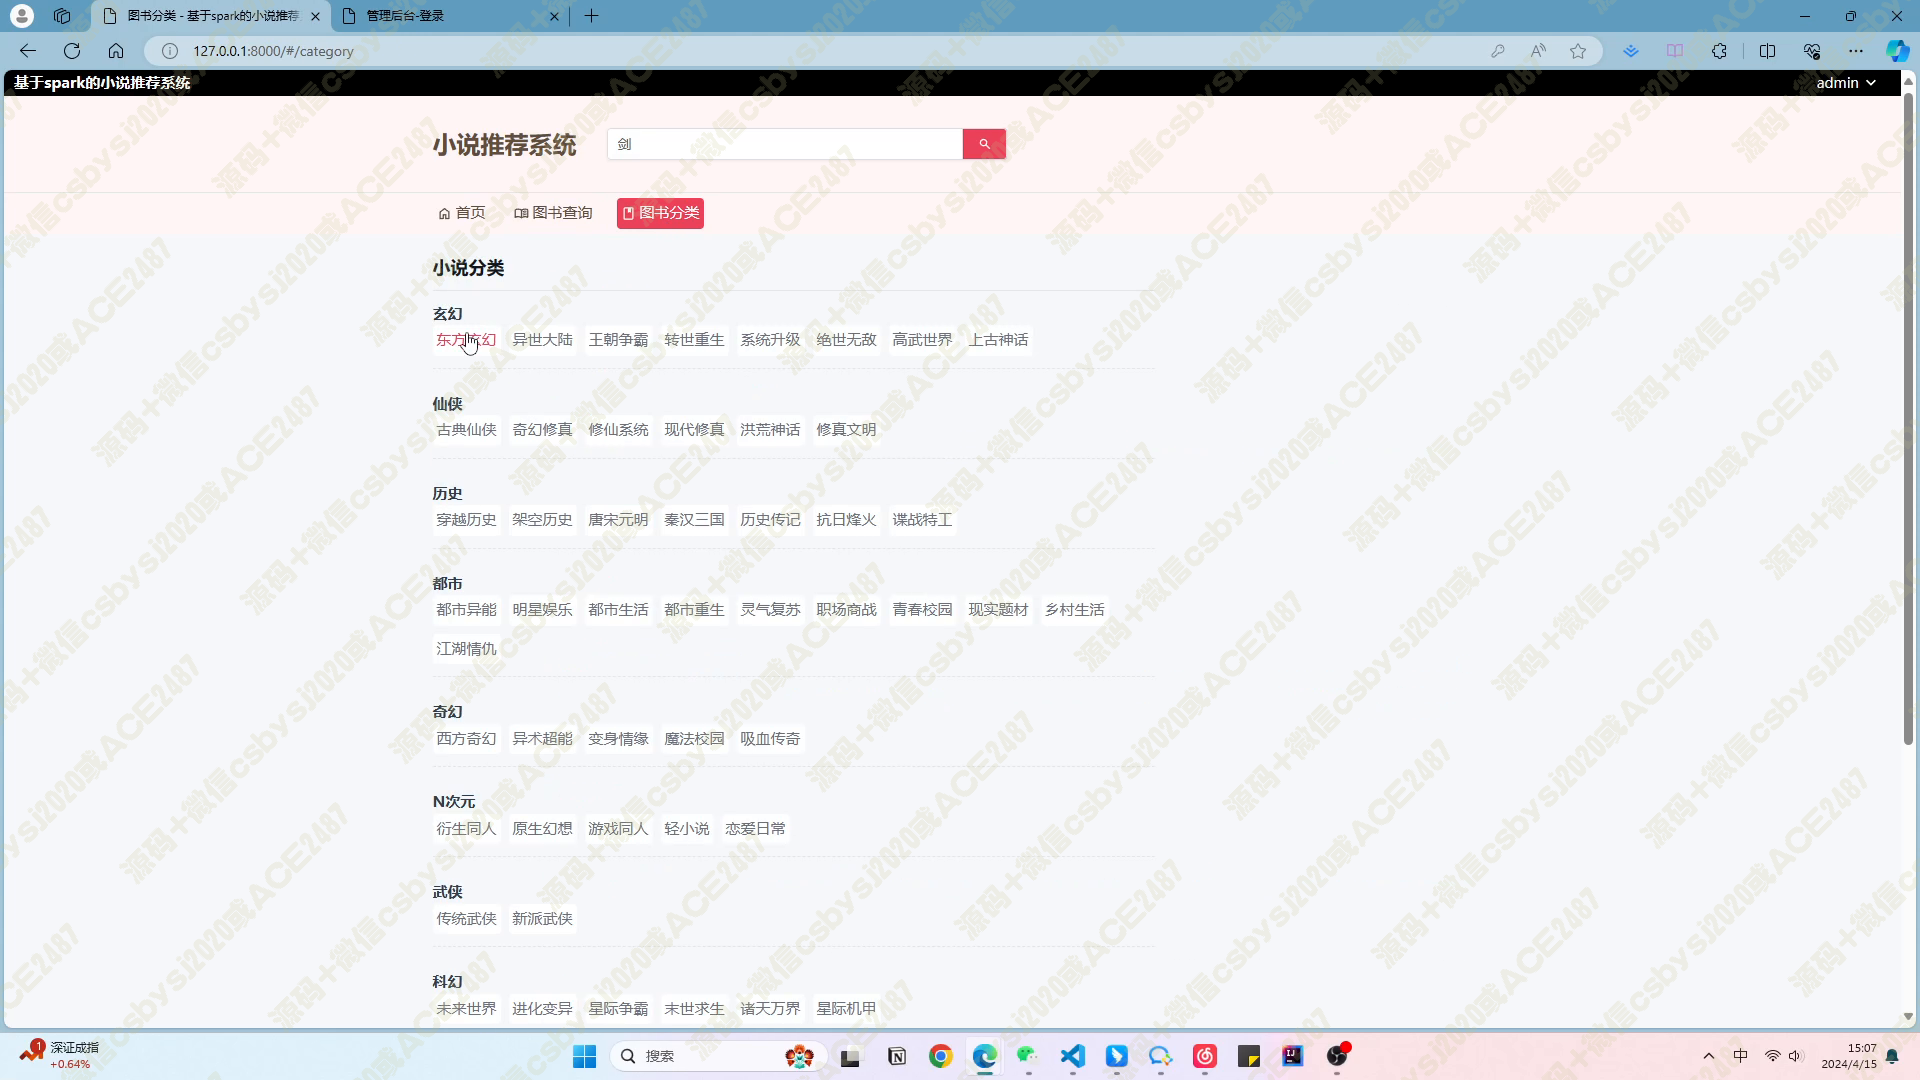 图书分类 - 基于spark的小说推荐
管理后台-登录
127.0.0.1:8000/#/category
基于spark的小说推荐系统
admin
小说推荐系统
剑
首页 图书查询 图书分类
小说分类
玄幻
东方玄幻 异世大陆 王朝争霸 转世重生 系统升级 绝世无敌 高武世界 上古神话
仙侠
古典仙侠 奇幻修真 修仙系统 现代修真 洪荒神话 修真文明
历史
穿越历史 架空历史 唐宋元明 秦汉三国 历史传记 抗日烽火 谍战特工
都市
都市异能 明星娱乐 都市生活 都市重生 灵气复苏 职场商战 青春校园 现实题材 乡村生活
江湖情仇
奇幻
西方奇幻 异术超能 变身情缘 魔法校园 吸血传奇
N次元
衍生同人 原生幻想 游戏同人 轻小说 恋爱日常
武侠
传统武侠 新派武侠
科幻
未来世界 进化变异 星际争霸 末世求生 诸天万界 星际机甲
源码+微信csbysj2020或ACE2487
1
深证成指
+0.64%
搜索
中
15:07
2024/4/15